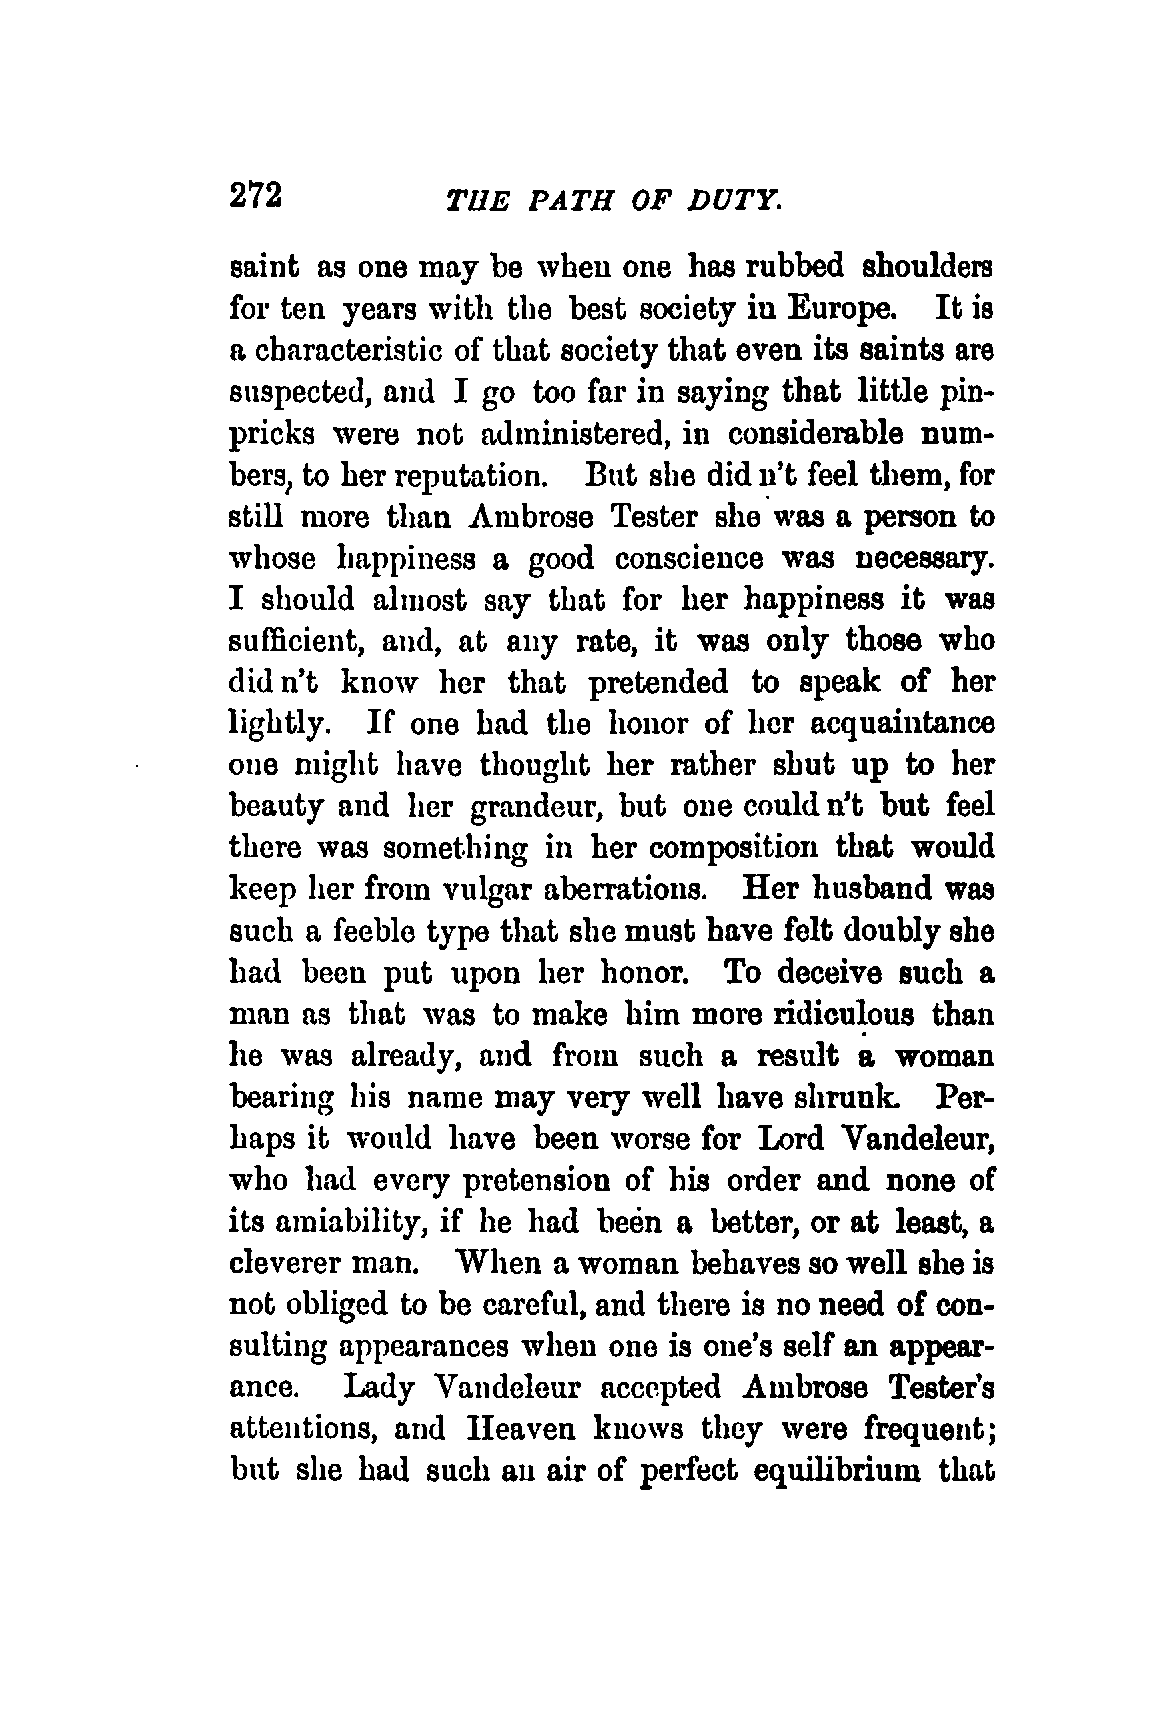 272 THE PATH OF DUTY.
saint as one may be when one has rubbed shoulders
for ten years with the best society in Europe. It is
a characteristic of that society that even its saints are
suspected, and I go too far in saying that little pin-
pricks were not administered, in considerable num-
bers, to her reputation. But she did n't feel them, for
still more than Ambrose Tester she was a person to
whose happiness a good conscience was necessary.
I should almost say that for her happiness it was
sufficient, and, at any rate, it was only those who
did n't know her that pretended to speak of her
lightly. If one had the honor of her acquaintance
one might have thought her rather shut up to her
beauty and her grandeur, but one could n't but feel
there was something in her composition that would
keep her from vulgar aberrations. Her husband was
such a feeble type that she must have felt doubly she
had been put upon her honor. To deceive such a
man as that was to make him more ridiculous than
he was already, and from such a result a woman
bearing his name may very well have shrunk. Per-
haps it would have been worse for Lord Vandeleur,
who had every pretension of his order and none of
its amiability, if he had been a better, or at least, a
cleverer man. When a woman behaves so well she is
not obliged to be careful, and there is no need of con-
sulting appearances when one is one's self an appear-
ance. Lady Vandeleur accepted Ambrose Tester's
attentions, and Heaven knows they were frequent;
but she had such an air of perfect equilibrium that